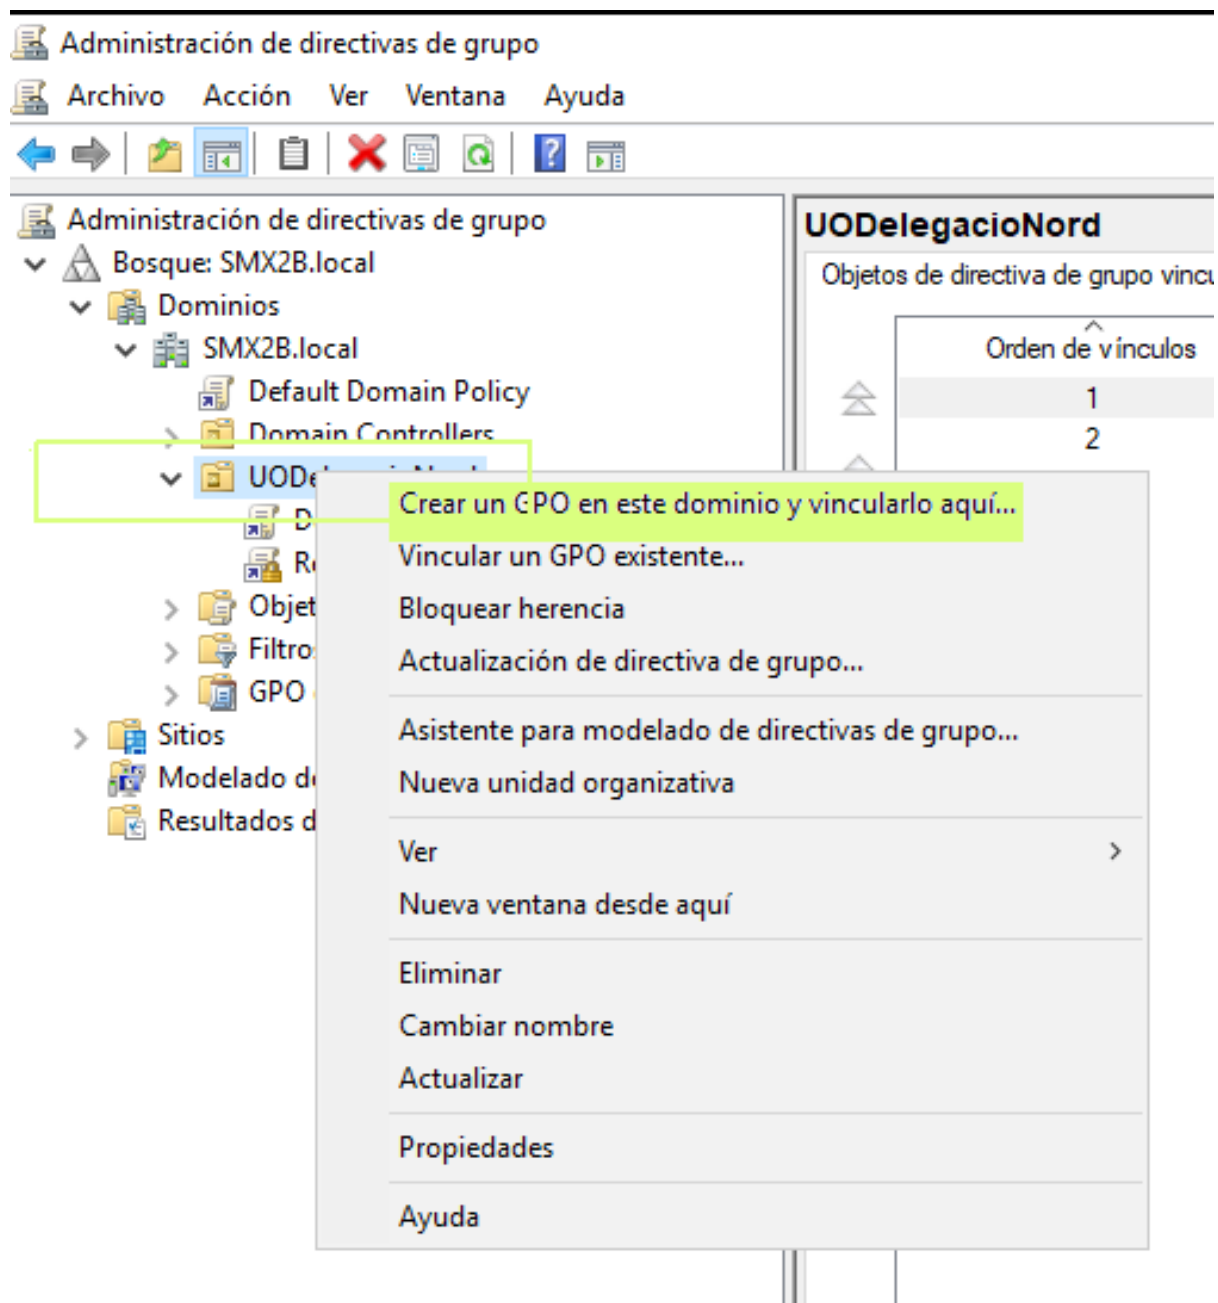 Administración de directivas de grupo
Archivo Acción Ver Ventana Ayuda
Administración de directivas de grupo
Bosque: SMX2B.local
Dominios
SMX2B.local
Default Domain Policy
Domain Controllers
Sitios
Modelado
Resultados
UODelegacioNord
Objetos de directiva de grupo
Orden de vínculos
1
2
Crear un GPO en este dominio y vincularlo aquí...
Vincular un GPO existente...
Bloquear herencia
Actualización de directiva de grupo...
Asistente para modelado de directivas de grupo...
Nueva unidad organizativa
Ver
Nueva ventana desde aquí
Eliminar
Cambiar nombre
Actualizar
Propiedades
Ayuda